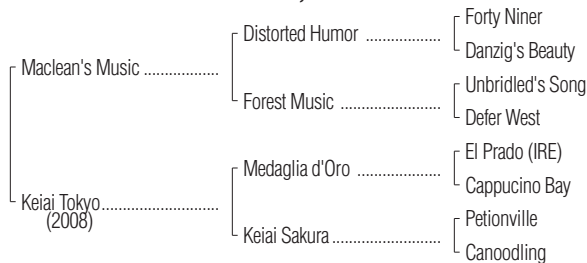 Forty Niner
Distorted Humor ..................
Danzig's Beauty
Maclean's Music ..................
Unbridled's Song
Forest Music ........................
Defer West
El Prado (IRE)
Medaglia d'Oro ....................
Cappucino Bay
Keiai Tokyo............................
(2008)
Petionville
Keiai Sakura..........................
Canoodling